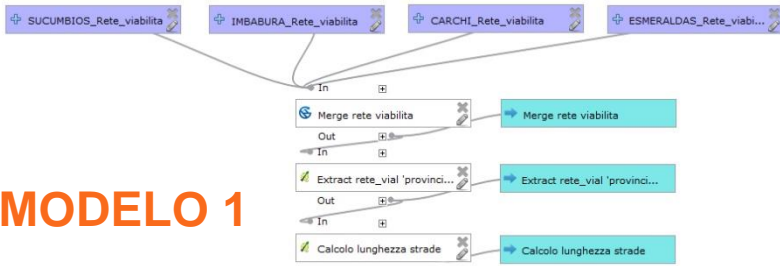 SUCUMBIOS_Rete_viabilita
IMBABURA_Rete_viabilita
CARCHI_Rete_viabilita
ESMERALDAS_Rete_viabi...
In
Merge rete viabilita
Merge rete viabilita
Out
In
Extract rete_vial 'provinci...
Extract rete_vial 'provinci...
Out
MODELO 1
In
Calcolo lunghezza strade
Calcolo lunghezza strade